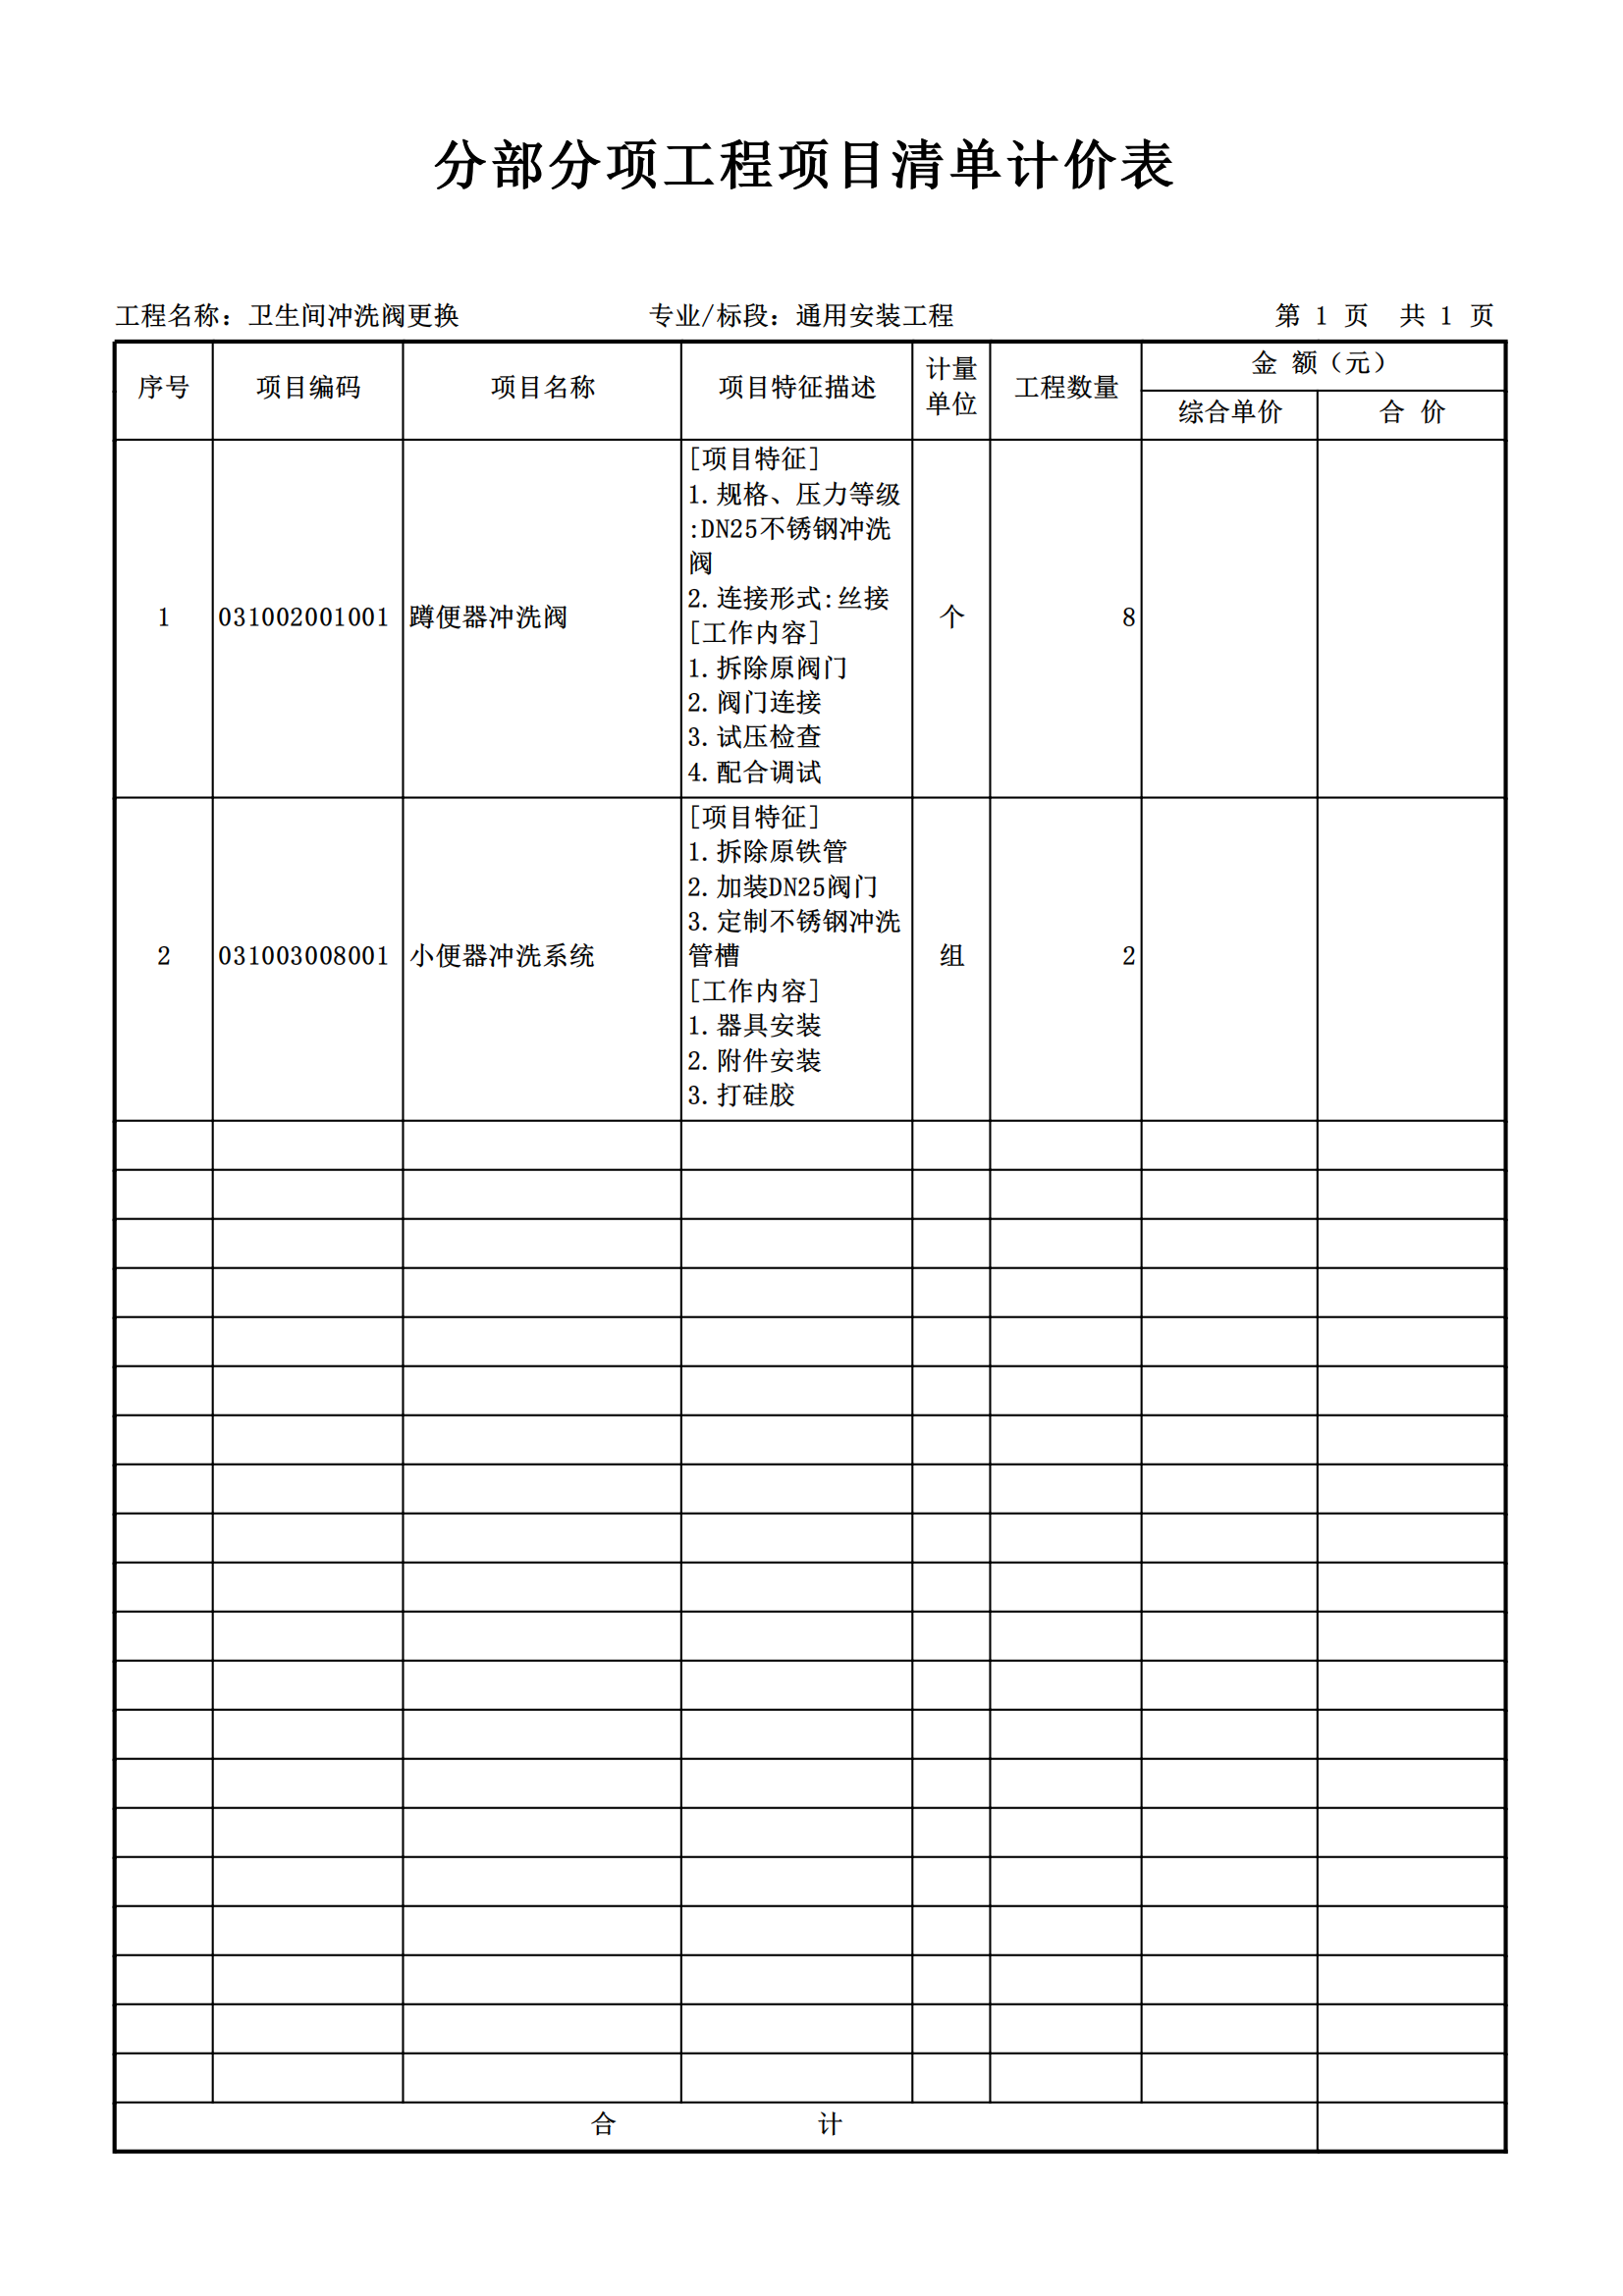 分部分项工程项目清单计价表
工程名称：卫生间冲洗阀更换 专业/标段：通用安装工程 第 1 页 共 1 页
序号 项目编码 项目名称 项目特征描述 计量单位 工程数量 金 额（元）
综合单价 合 价
1 031002001001 蹲便器冲洗阀
[项目特征]
1.规格、压力等级
:DN25不锈钢冲洗
阀
2.连接形式:丝接
[工作内容]
1.拆除原阀门
2.阀门连接
3.试压检查
4.配合调试
个 8
2 031003008001 小便器冲洗系统
[项目特征]
1.拆除原铁管
2.加装DN25阀门
3.定制不锈钢冲洗
管槽
[工作内容]
1.器具安装
2.附件安装
3.打硅胶
组 2
合 计